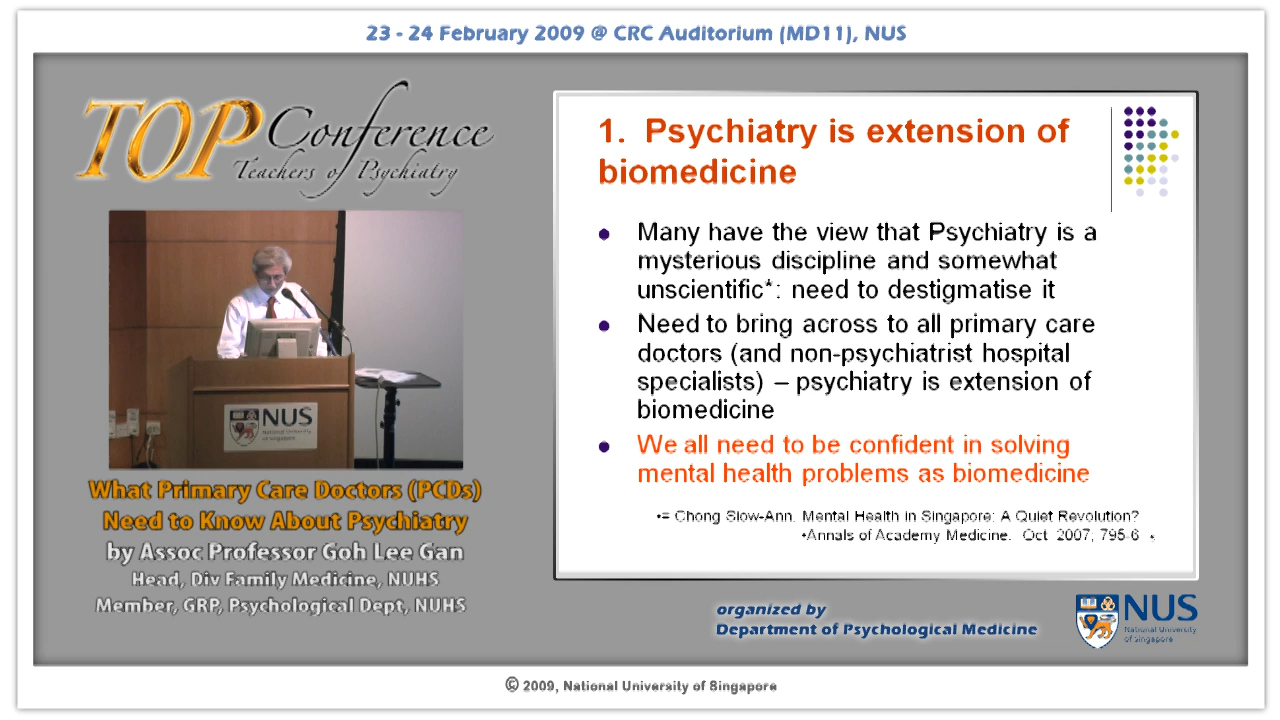 23 - 24 February 2009 @ CRC Auditorium (MD11), NUS
TOP Conference
Teachers of Psychiatry
NUS
National University
of Singapore
What Primary Care Doctors (PCDs)
Need to Know About Psychiatry
by Assoc Professor Goh Lee Gan
Head, Div Family Medicine, NUHS
Member, GRP, Psychological Dept, NUHS
1. Psychiatry is extension of
biomedicine
• Many have the view that Psychiatry is a
mysterious discipline and somewhat
unscientific*: need to destigmatise it
• Need to bring across to all primary care
doctors (and non-psychiatrist hospital
specialists) – psychiatry is extension of
biomedicine
• We all need to be confident in solving
mental health problems as biomedicine
•= Chong Slow-Ann. Mental Health in Singapore: A Quiet Revolution?
•Annals of Academy Medicine. Oct 2007; 795-6
organized by
Department of Psychological Medicine
NUS
National University
of Singapore
© 2009, National University of Singapore